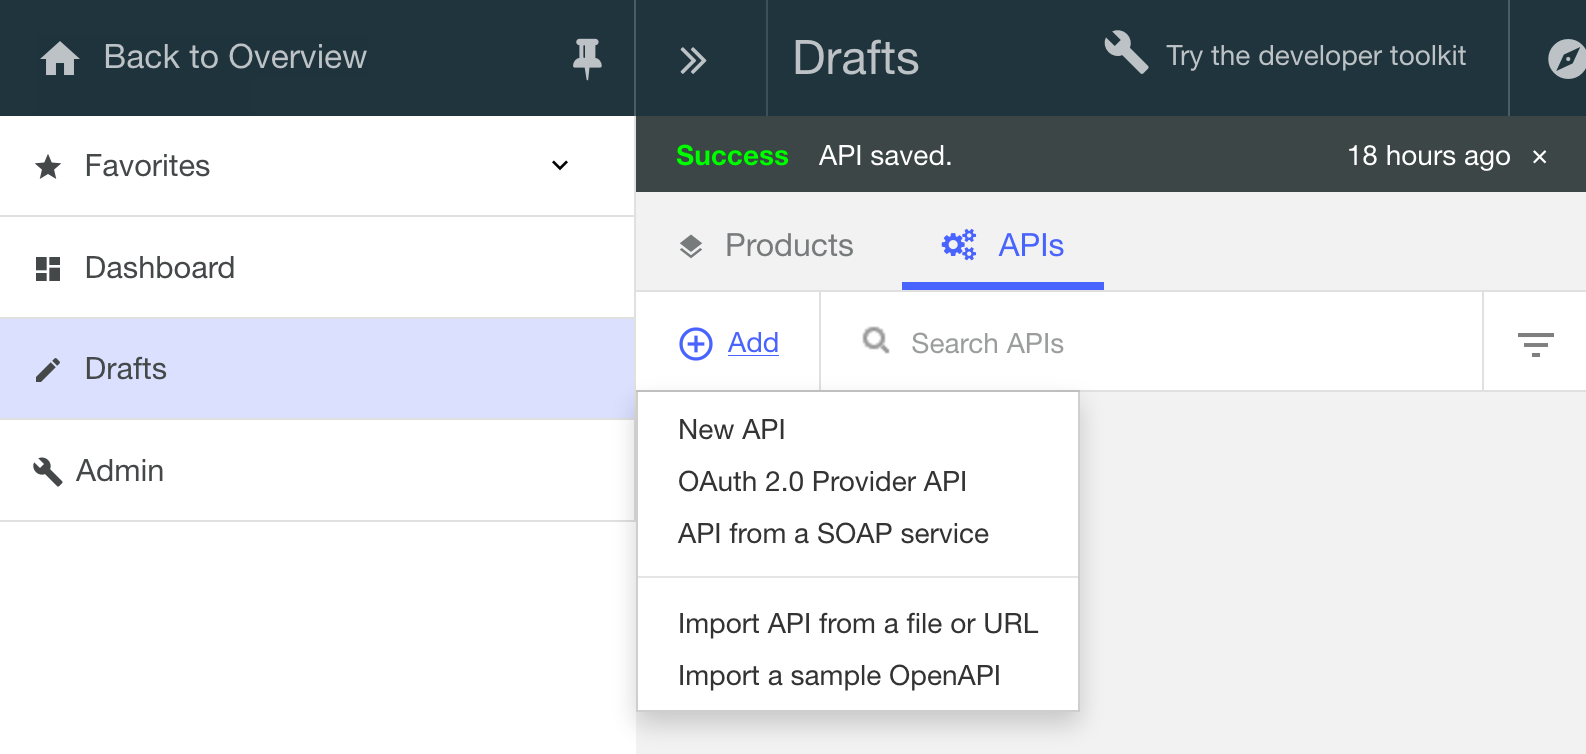 Back to Overview
Drafts
Try the developer toolkit
Favorites
Dashboard
Drafts
Admin
Success API saved.
18 hours ago ×
Products
APIs
Add
Search APIs
New API
OAuth 2.0 Provider API
API from a SOAP service
Import API from a file or URL
Import a sample OpenAPI